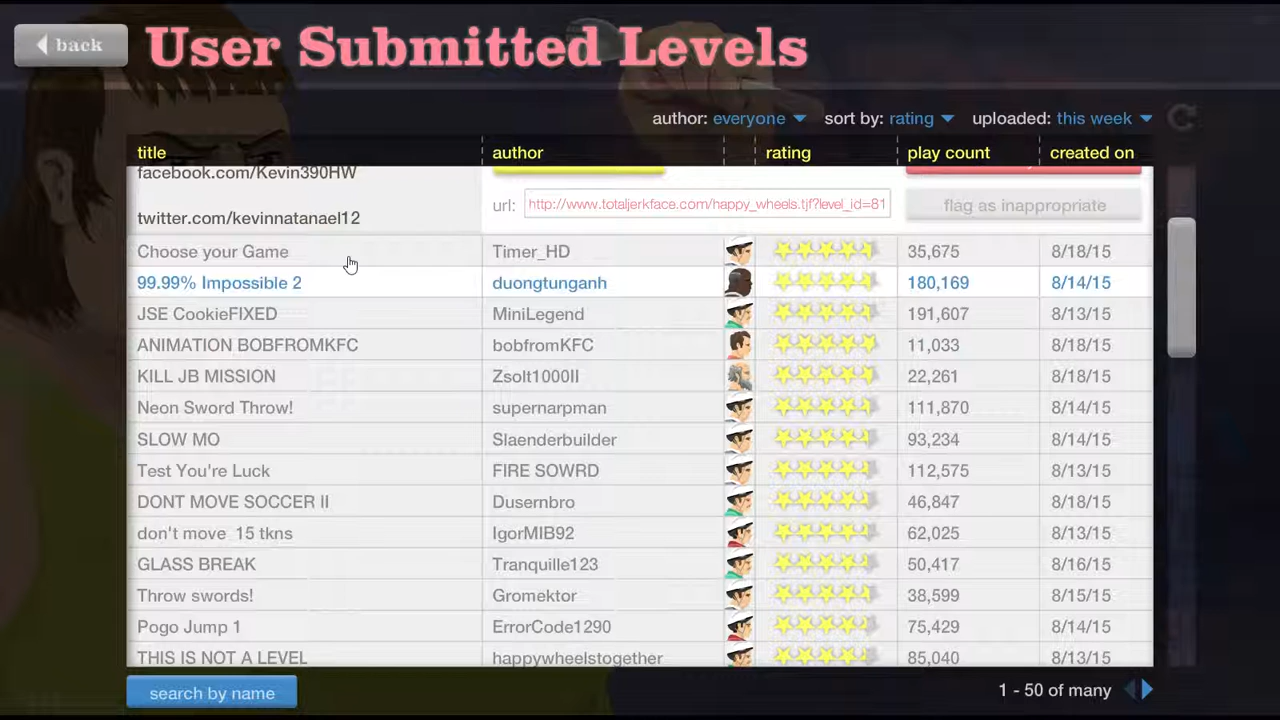 back
User Submitted Levels
author: everyone sort by: rating uploaded: this week
title author rating play count created on
facebook.com/Kevin390HW
twitter.com/kevinnatanael12
url: http://www.totaljerkface.com/happy_wheels.tjf?level_id=81
flag as inappropriate
Choose your Game Timer_HD 35,675 8/18/15
99.99% Impossible 2 duongtunganh 180,169 8/14/15
JSE CookieFIXED MiniLegend 191,607 8/13/15
ANIMATION BOBFROMKFC bobfromKFC 11,033 8/18/15
KILL JB MISSION Zsolt1000II 22,261 8/18/15
Neon Sword Throw! supernarpman 111,870 8/14/15
SLOW MO Slaenderbuilder 93,234 8/14/15
Test You're Luck FIRE SOWRD 112,575 8/13/15
DONT MOVE SOCCER II Dusernbro 46,847 8/18/15
don't move 15 tkns IgorMIB92 62,025 8/13/15
GLASS BREAK Tranquille123 50,417 8/16/15
Throw swords! Gromektor 38,599 8/15/15
Pogo Jump 1 ErrorCode1290 75,429 8/14/15
THIS IS NOT A LEVEL happywheelstogether 85,040 8/13/15
search by name
1 - 50 of many